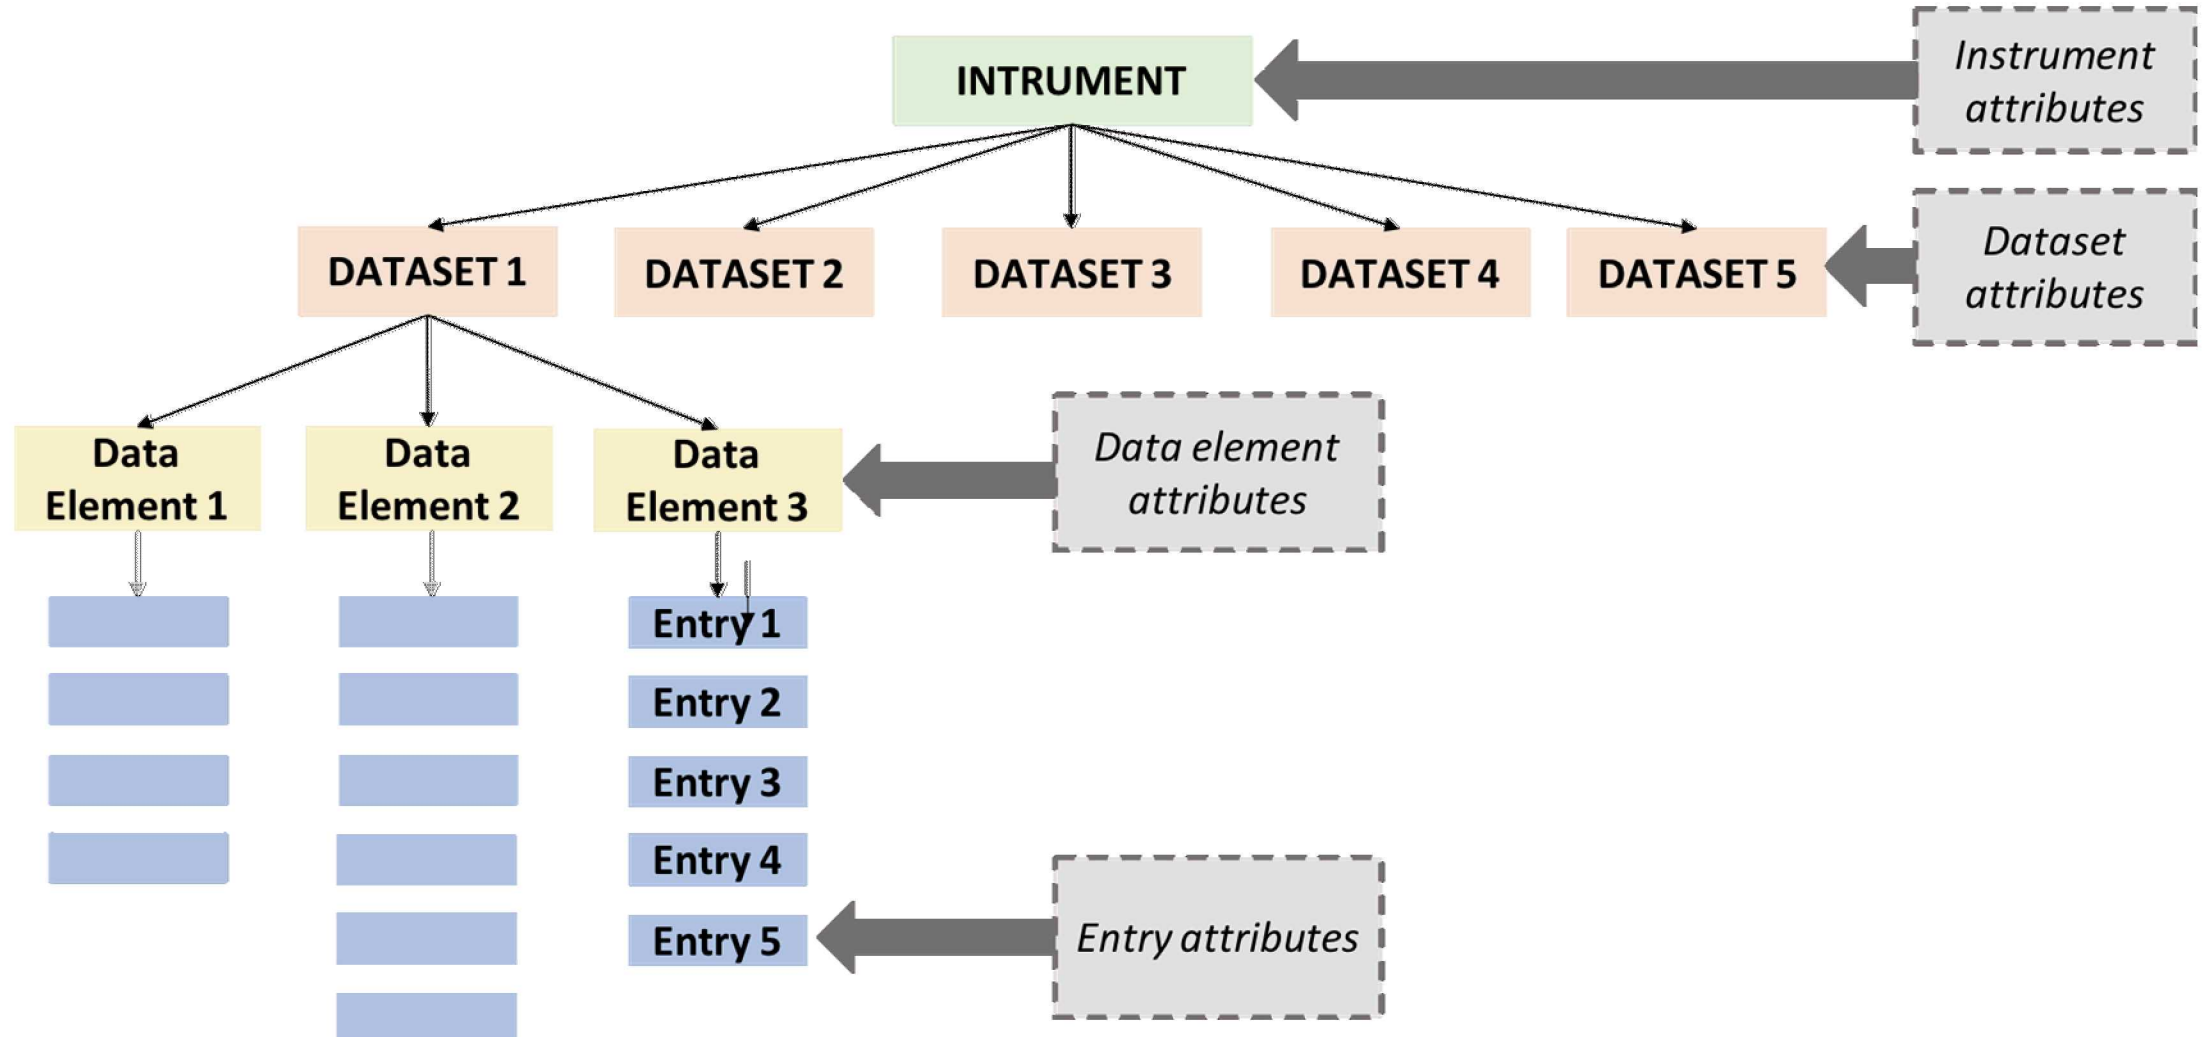 INTRUMENT
Instrument
attributes
DATASET 1
DATASET 2
DATASET 3
DATASET 4
DATASET 5
Dataset
attributes
Data
Element 1
Data
Element 2
Data
Element 3
Data element
attributes
Entry 1
Entry 2
Entry 3
Entry 4
Entry 5
Entry attributes